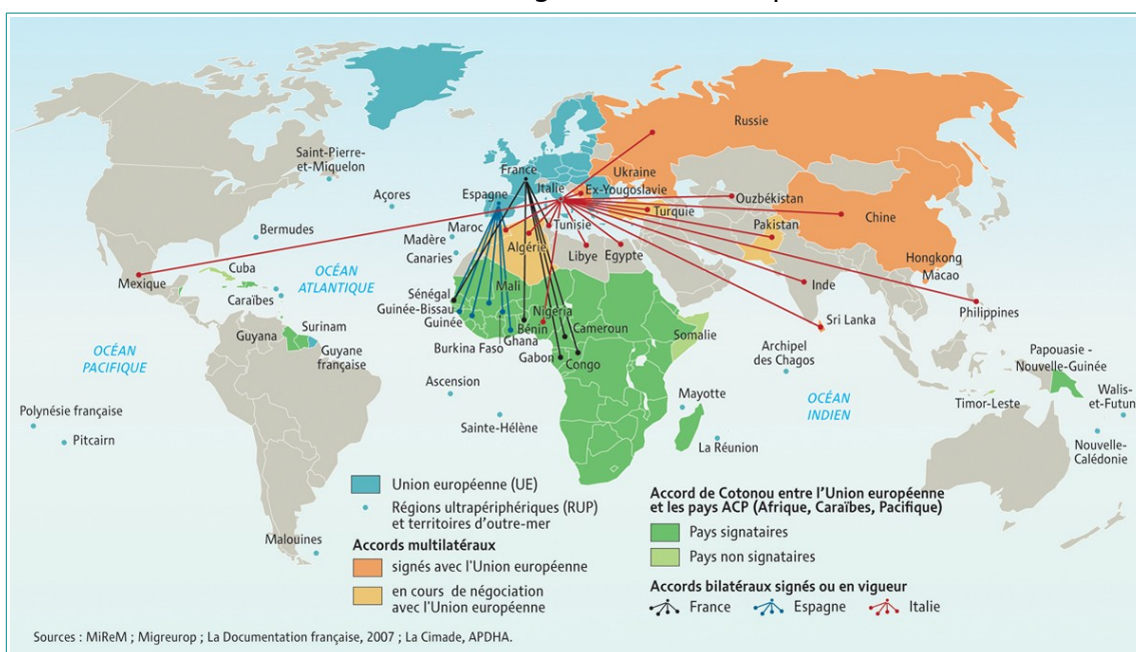 Saint-Pierre-
et-Miquelon
Açores
Bermudes
Madère
Canaries
Maroc
France
Espagne
Italie
Ex-Yougoslavie
Ukraine
Russie
Turquie
Ouzbékistan
Chine
Pakistan
Hongkong
Macao
Tunisie
Algérie
Libye
Egypte
Inde
Sri Lanka
Philippines
Mexique
Cuba
Caraïbes
OCÉAN
ATLANTIQUE
Guyana
Surinam
Guyane
française
Sénégal
Guinée-Bissau
Guinée
Mali
Burkina Faso
Ghana
Bénin
Nigéria
Cameroun
Gabon
Congo
Somalie
Archipel
des Chagos
Papouasie -
Nouvelle-Guinée
Timor-Leste
Walis-
et-Futun
Nouvelle-
Calédonie
OCÉAN
PACIFIQUE
OCÉAN
INDIEN
Ascension
Sainte-Hélène
Mayotte
La Réunion
Polynésie française
Pitcairn
Malouines
Union européenne (UE)
Régions ultrapériphériques (RUP)
et territoires d'outre-mer
Accords multilatéraux
signés avec l'Union européenne
en cours de négociation
avec l'Union européenne
Accord de Cotonou entre l'Union européenne
et les pays ACP (Afrique, Caraïbes, Pacifique)
Pays signataires
Pays non signataires
Accords bilatéraux signés ou en vigueur
France
Espagne
Italie
Sources : MiReM ; Migreurop ; La Documentation française, 2007 ; La Cimade, APDHA.